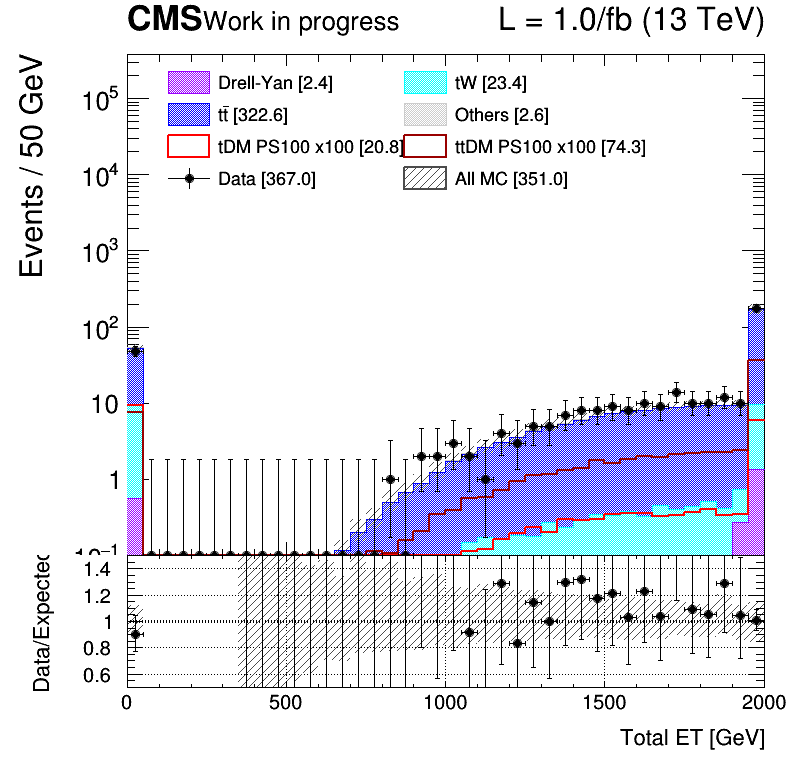 CMS Work in progress L = 1.0/fb (13 TeV)
Events / 50 GeV
Drell-Yan [2.4] tW [23.4]
tt̄ [322.6] Others [2.6]
tDM PS100 x100 [20.8] ttDM PS100 x100 [74.3]
Data [367.0] All MC [351.0]
10⁵
10⁴
10³
10²
10
1
10⁻¹
Data/Expected
1.4
1.2
1
0.8
0.6
0 500 1000 1500 2000
Total ET [GeV]